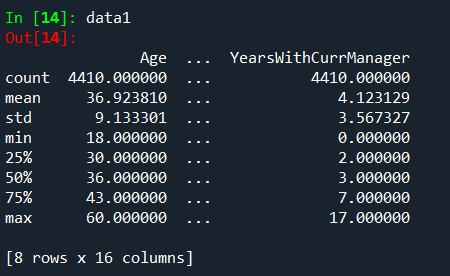 In [14]: data1
Out[14]:
Age ... YearsWithCurrManager
count 4410.000000 ... 4410.000000
mean 36.923810 ... 4.123129
std 9.133301 ... 3.567327
min 18.000000 ... 0.000000
25% 30.000000 ... 2.000000
50% 36.000000 ... 3.000000
75% 43.000000 ... 7.000000
max 60.000000 ... 17.000000
[8 rows x 16 columns]